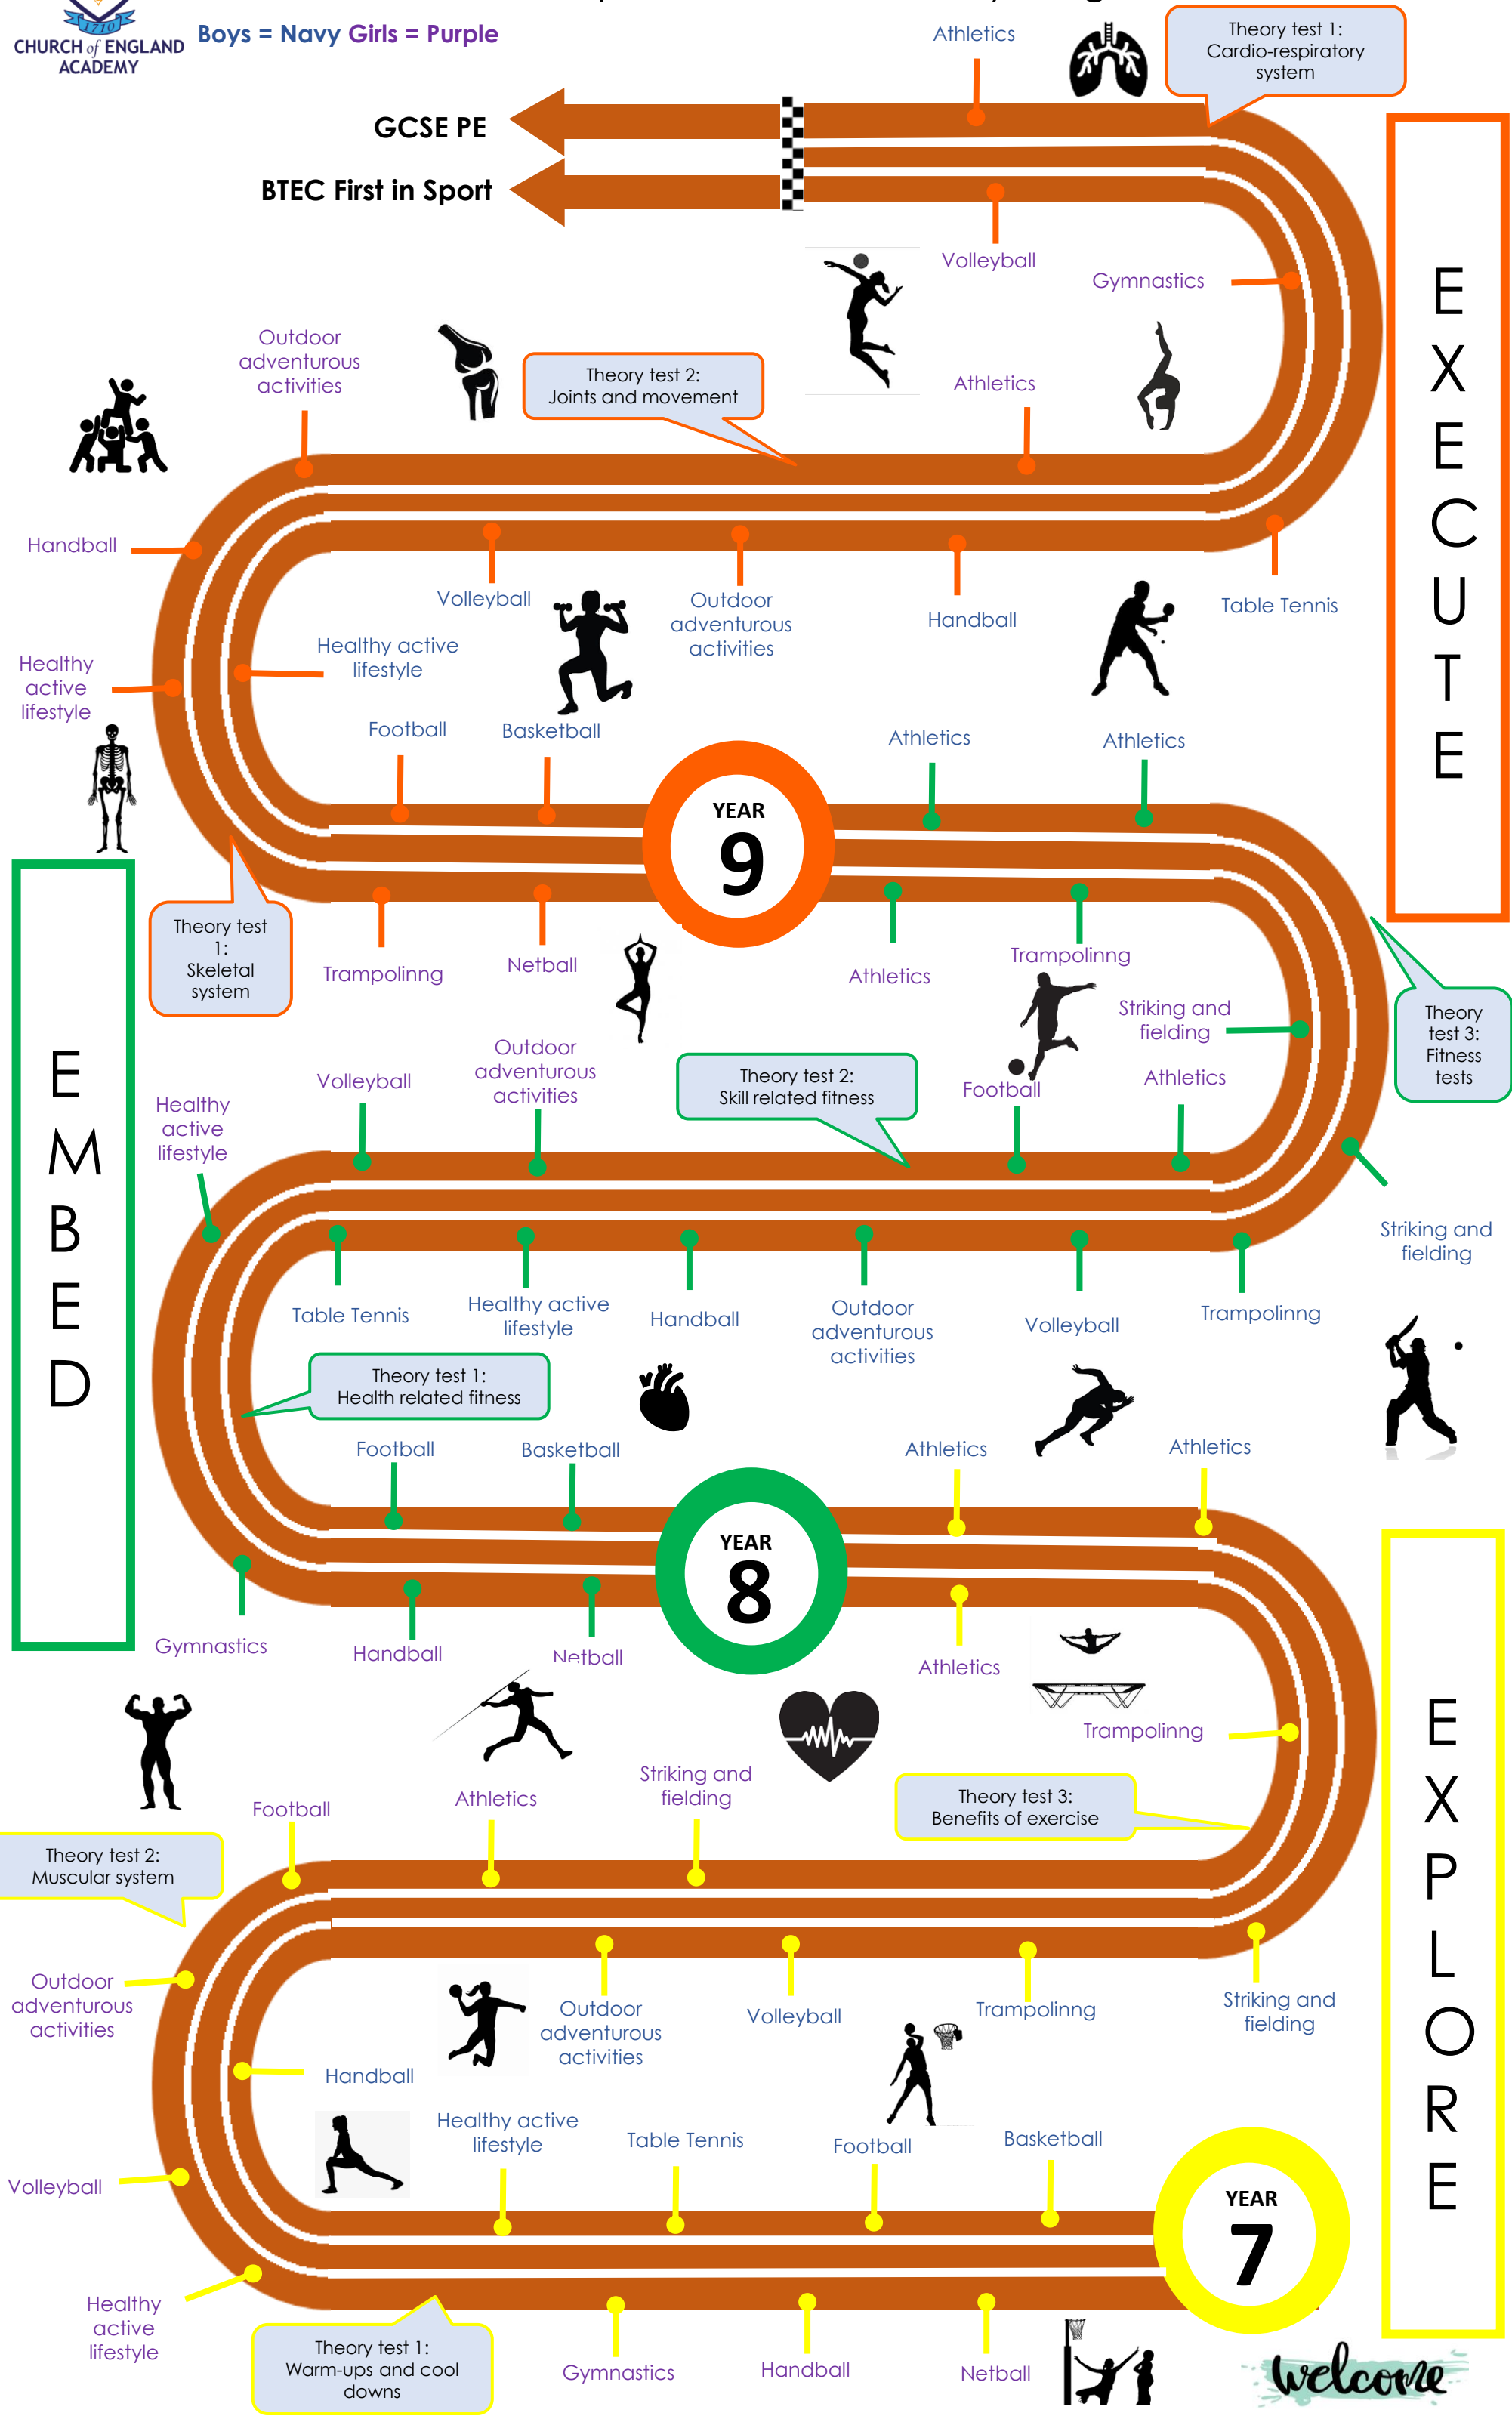 1710
CHURCH of ENGLAND
ACADEMY
Boys = Navy Girls = Purple
Athletics
Theory test 1:
Cardio-respiratory
system
GCSE PE
BTEC First in Sport
Volleyball
Gymnastics
EXECUTE
Outdoor
adventurous
activities
Theory test 2:
Joints and movement
Athletics
Handball
Volleyball
Outdoor
adventurous
activities
Handball
Table Tennis
Healthy active
lifestyle
Healthy
active
lifestyle
Football
Basketball
Athletics
Athletics
YEAR
9
Theory test
1:
Skeletal
system
Trampolinng
Netball
Athletics
Trampolinng
Striking and
fielding
Theory
test 3:
Fitness
tests
EMBED
Healthy
active
lifestyle
Volleyball
Outdoor
adventurous
activities
Theory test 2:
Skill related fitness
Football
Athletics
Striking and
fielding
Table Tennis
Healthy active
lifestyle
Handball
Outdoor
adventurous
activities
Volleyball
Trampolinng
Theory test 1:
Health related fitness
Football
Basketball
Athletics
Athletics
YEAR
8
Gymnastics
Handball
Netball
Athletics
Trampolinng
EXPLORE
Football
Athletics
Striking and
fielding
Theory test 3:
Benefits of exercise
Theory test 2:
Muscular system
Outdoor
adventurous
activities
Outdoor
adventurous
activities
Volleyball
Trampolinng
Striking and
fielding
Handball
Healthy active
lifestyle
Table Tennis
Football
Basketball
Volleyball
YEAR
7
Healthy
active
lifestyle
Theory test 1:
Warm-ups and cool
downs
Gymnastics
Handball
Netball
welcome